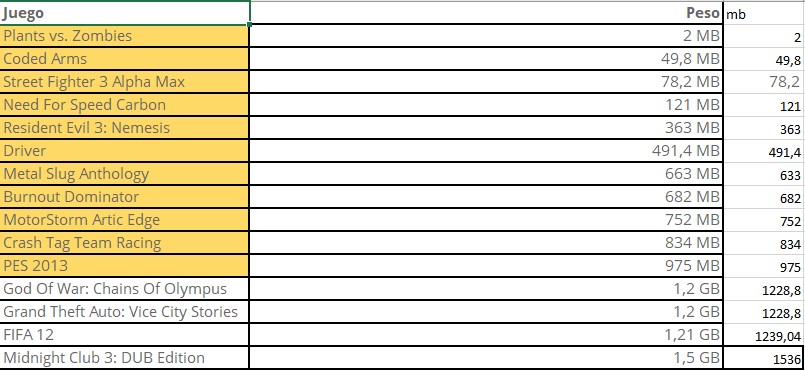 Juego Peso mb
Plants vs. Zombies 2 MB 2
Coded Arms 49,8 MB 49,8
Street Fighter 3 Alpha Max 78,2 MB 78,2
Need For Speed Carbon 121 MB 121
Resident Evil 3: Nemesis 363 MB 363
Driver 491,4 MB 491,4
Metal Slug Anthology 663 MB 633
Burnout Dominator 682 MB 682
MotorStorm Artic Edge 752 MB 752
Crash Tag Team Racing 834 MB 834
PES 2013 975 MB 975
God Of War: Chains Of Olympus 1,2 GB 1228,8
Grand Theft Auto: Vice City Stories 1,2 GB 1228,8
FIFA 12 1,21 GB 1239,04
Midnight Club 3: DUB Edition 1,5 GB 1536